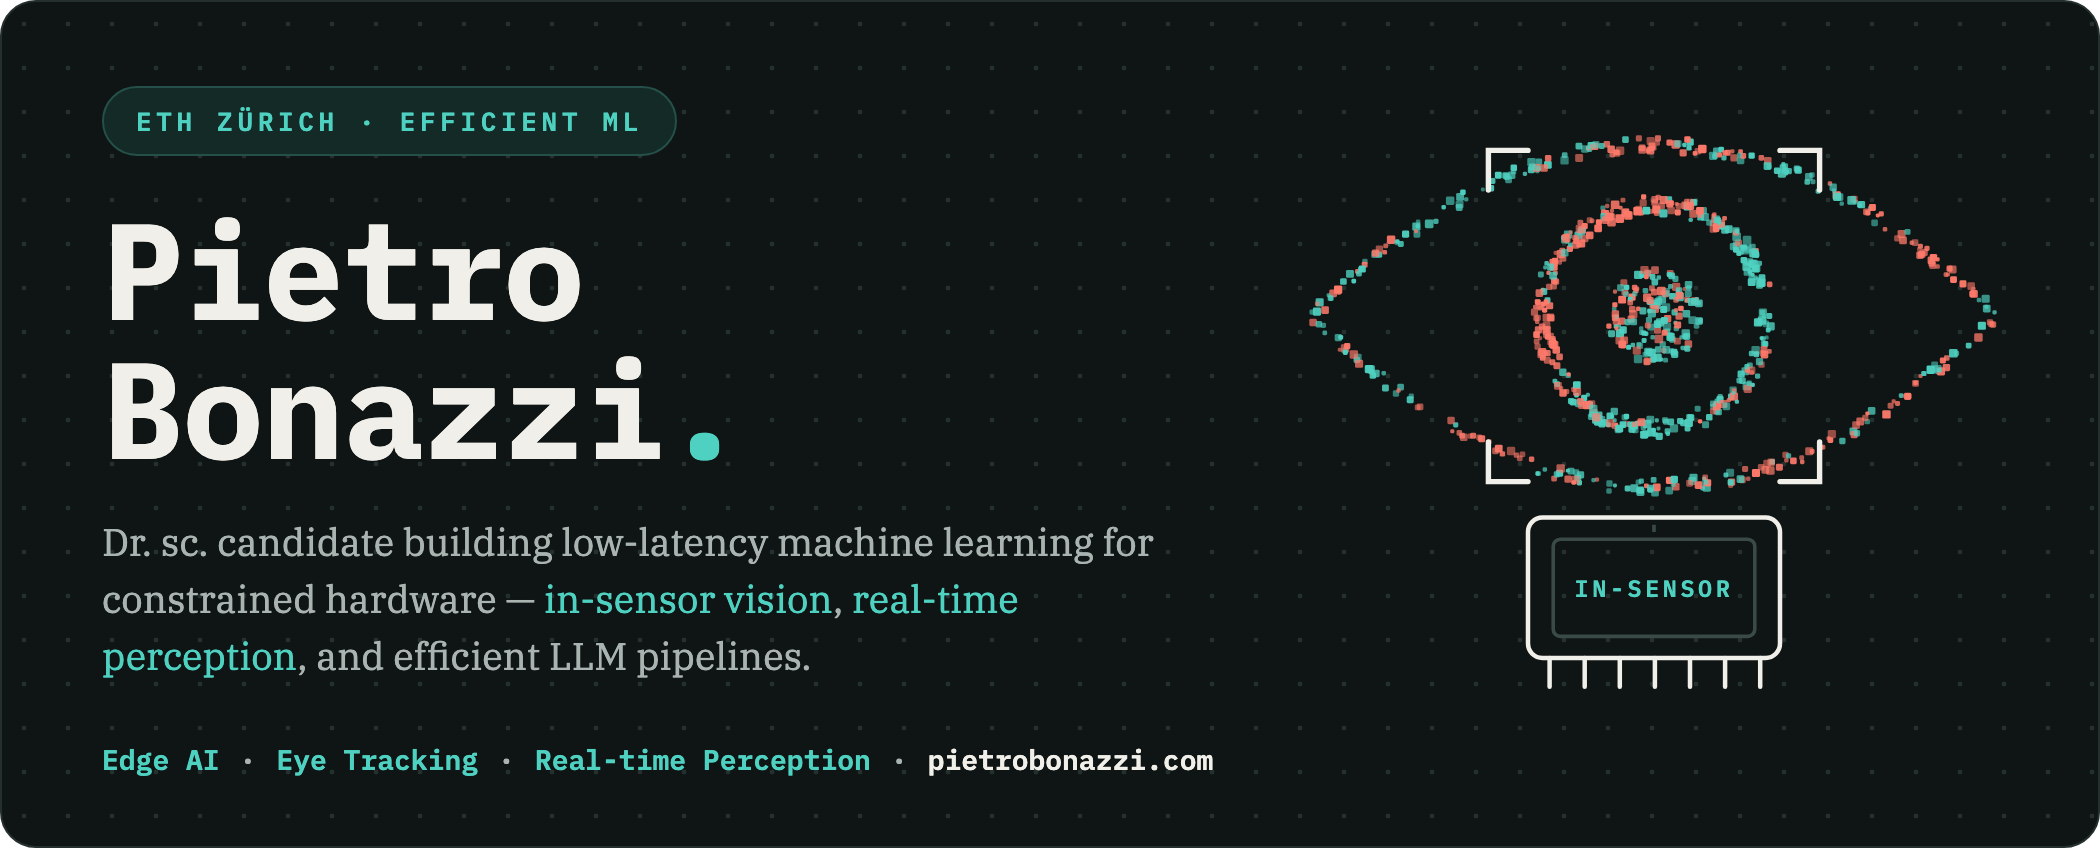 ETH ZÜRICH · EFFICIENT ML
Pietro
Bonazzi.
Dr. sc. candidate building low-latency machine learning for
constrained hardware — in-sensor vision, real-time
perception, and efficient LLM pipelines.
Edge AI · Eye Tracking · Real-time Perception · pietrobonazzi.com
IN-SENSOR